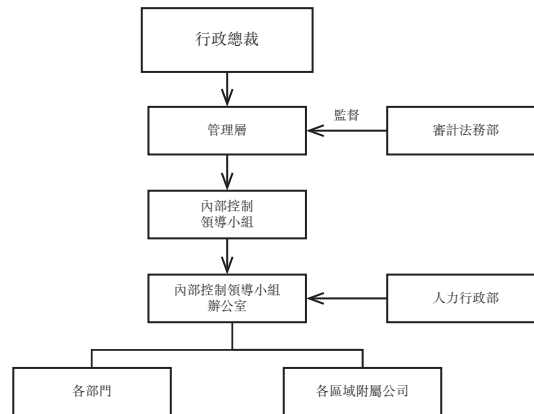 行政總裁
監督
管理層
審計法務部
內部控制
領導小組
內部控制領導小組
辦公室
人力行政部
各部門
各區域附屬公司